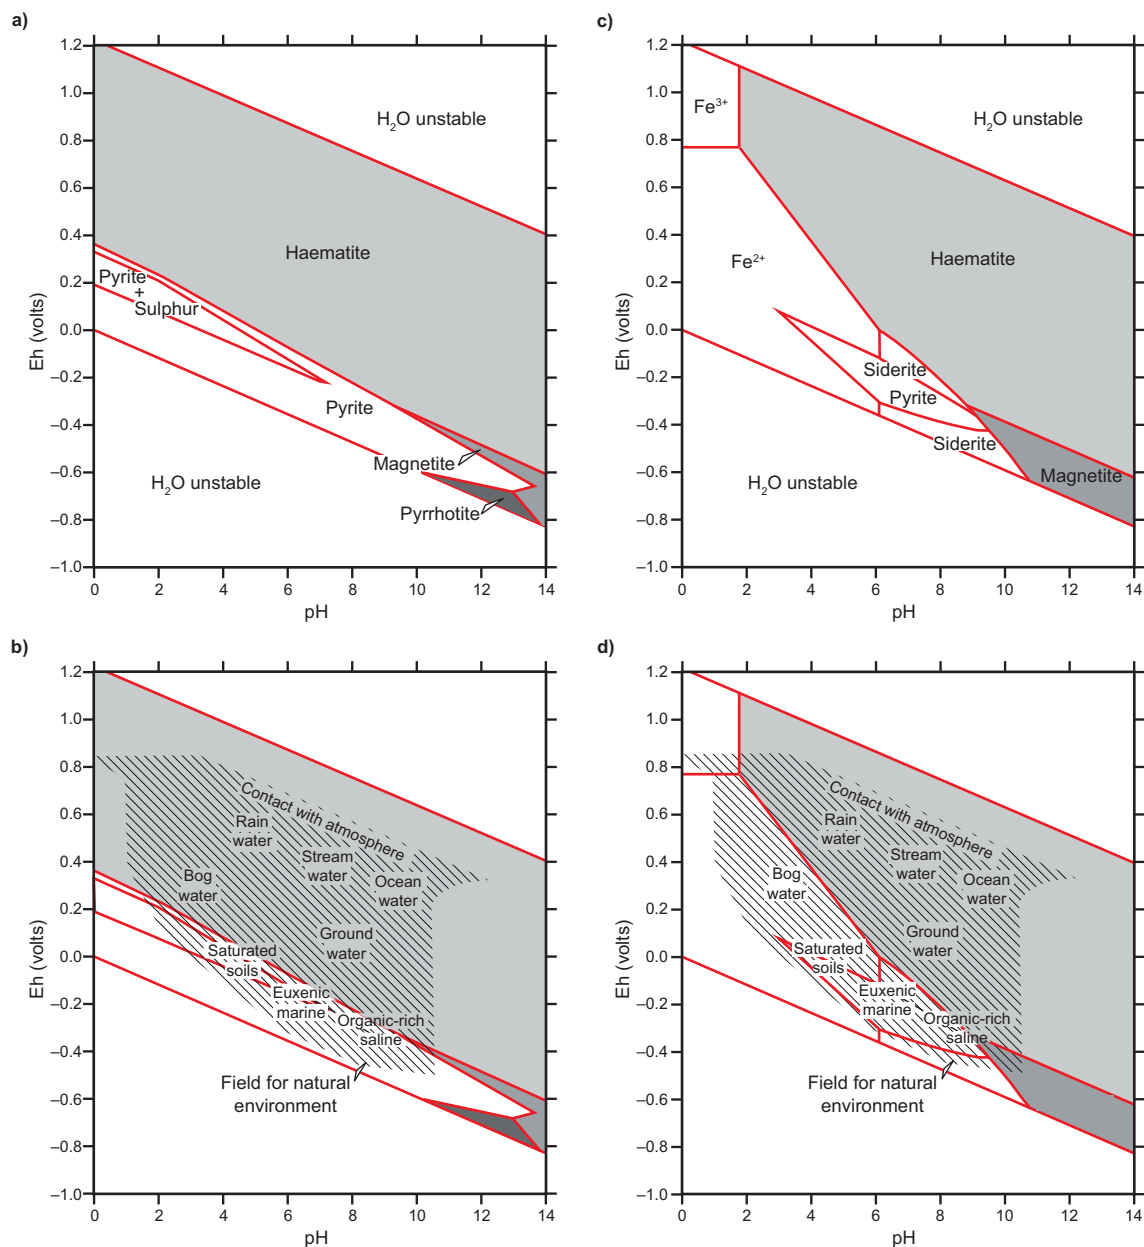 a)
1.2
1.0
0.8
0.6
0.4
0.2
0.0
–0.2
–0.4
–0.6
–0.8
–1.0
Eh (volts)
H2O unstable
Haematite
Pyrite
+
Sulphur
Pyrite
Magnetite
H2O unstable
Pyrrhotite
0 2 4 6 8 10 12 14
pH
c)
1.2
1.0
0.8
0.6
0.4
0.2
0.0
–0.2
–0.4
–0.6
–0.8
–1.0
Eh (volts)
Fe3+
H2O unstable
Fe2+
Haematite
Siderite
Pyrite
Siderite
Magnetite
H2O unstable
0 2 4 6 8 10 12 14
pH
b)
1.2
1.0
0.8
0.6
0.4
0.2
0.0
–0.2
–0.4
–0.6
–0.8
–1.0
Eh (volts)
Contact with atmosphere
Rain
water
Stream
water
Bog
water
Ocean
water
Ground
water
Saturated
soils
Euxenic
marine
Organic-rich
saline
Field for natural
environment
0 2 4 6 8 10 12 14
pH
d)
1.2
1.0
0.8
0.6
0.4
0.2
0.0
–0.2
–0.4
–0.6
–0.8
–1.0
Eh (volts)
Contact with atmosphere
Rain
water
Stream
water
Bog
water
Ocean
water
Ground
water
Saturated
soils
Euxenic
marine
Organic-rich
saline
Field for natural
environment
0 2 4 6 8 10 12 14
pH